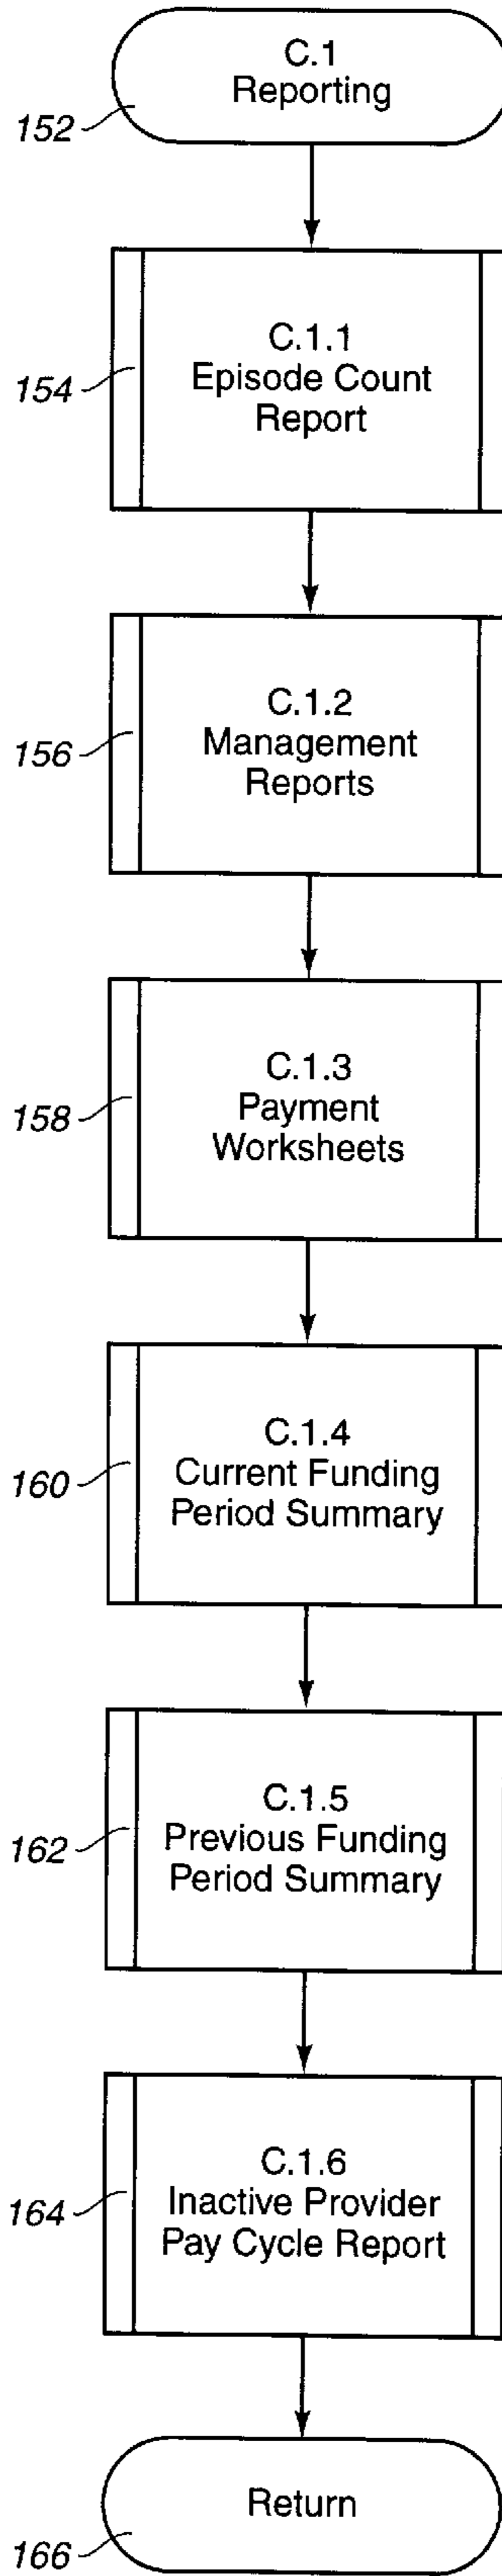 C.1
Reporting
152
C.1.1
Episode Count
Report
154
C.1.2
Management
Reports
156
C.1.3
Payment
Worksheets
158
C.1.4
Current Funding
Period Summary
160
C.1.5
Previous Funding
Period Summary
162
C.1.6
Inactive Provider
Pay Cycle Report
164
Return
166